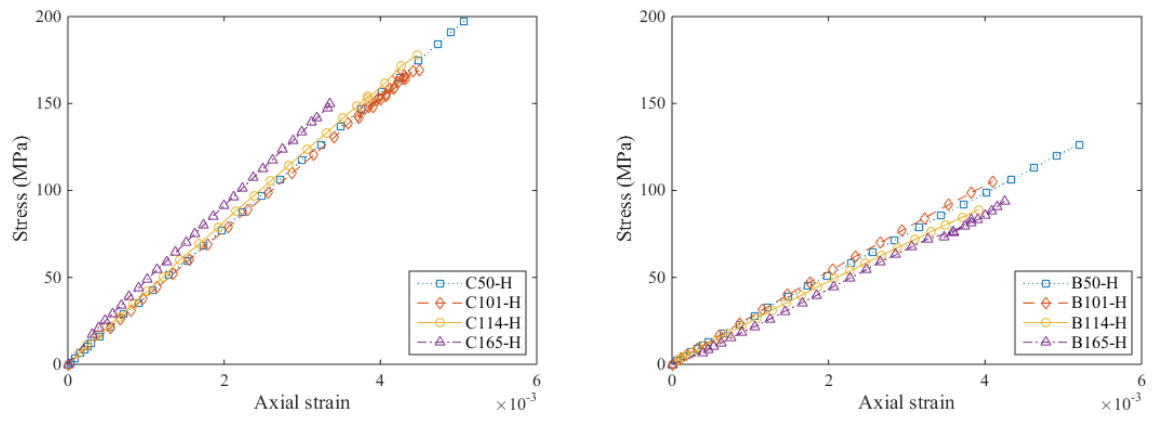 200
150
100
50
0
Stress (MPa)
0
2
4
6
Axial strain
×10⁻³
C50-H
C101-H
C114-H
C165-H
200
150
100
50
0
Stress (MPa)
0
2
4
6
Axial strain
×10⁻³
B50-H
B101-H
B114-H
B165-H